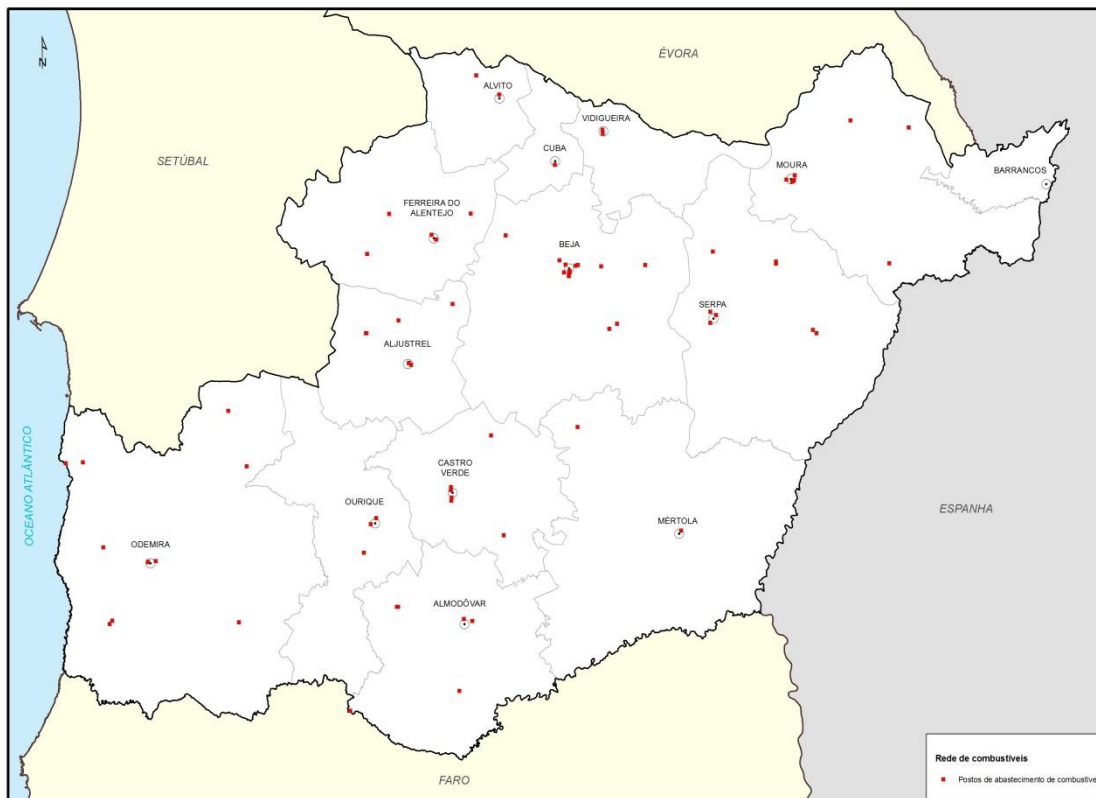 N
ÉVORA
ALVITO
VIDIGUEIRA
CUBA
SETÚBAL
MOURA
BARRANCOS
FERREIRA DO
ALENTEJO
BEJA
SERPA
ALJUSTREL
OCEANO ATLÂNTICO
CASTRO
VERDE
OURIQUE
MÉRTOLA
ESPANHA
ODEMIRA
ALMODÔVAR
FARO
Rede de combustíveis
Postos de abastecimento de combustíve